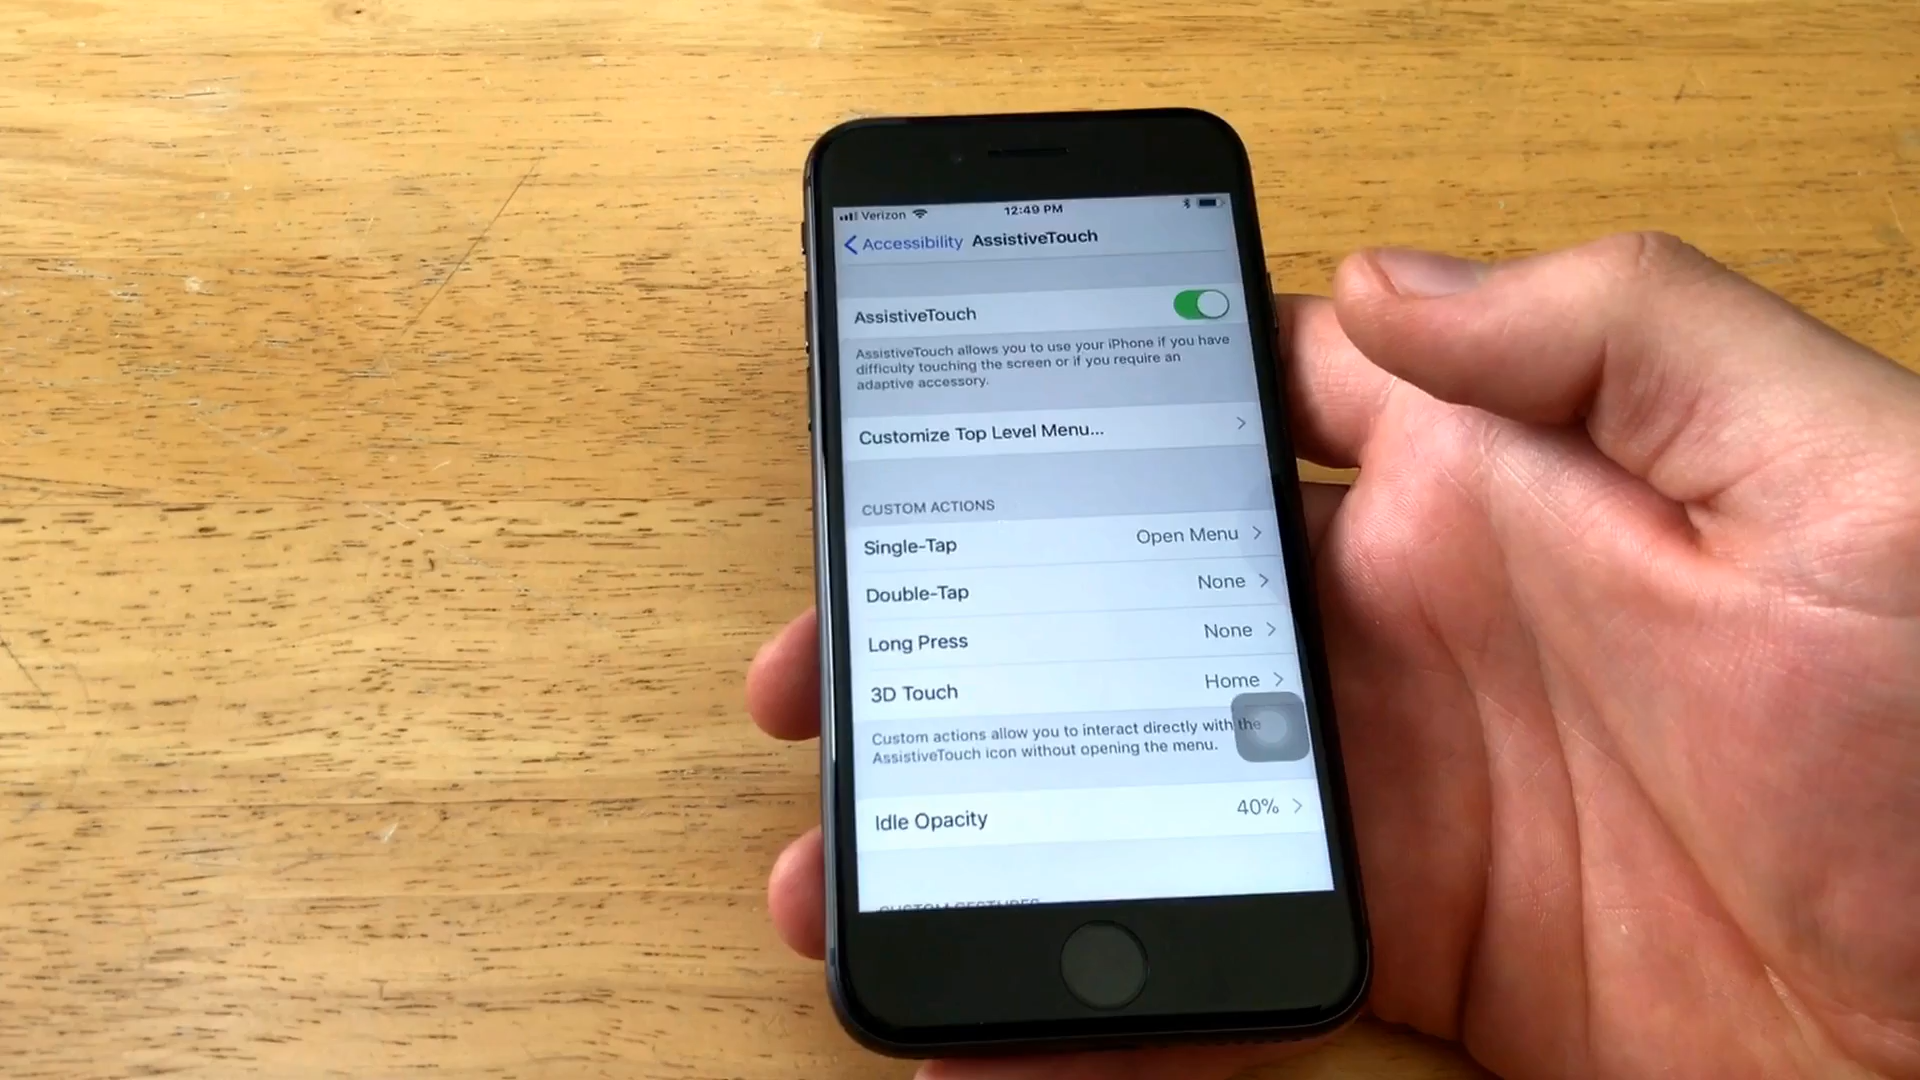 Verizon 12:49 PM
Accessibility AssistiveTouch
AssistiveTouch
AssistiveTouch allows you to use your iPhone if you have
difficulty touching the screen or if you require an
adaptive accessory.
Customize Top Level Menu...
CUSTOM ACTIONS
Single-Tap Open Menu
Double-Tap None
Long Press None
3D Touch Home
Custom actions allow you to interact directly with the
AssistiveTouch icon without opening the menu.
Idle Opacity 40%
CUSTOM GESTURES